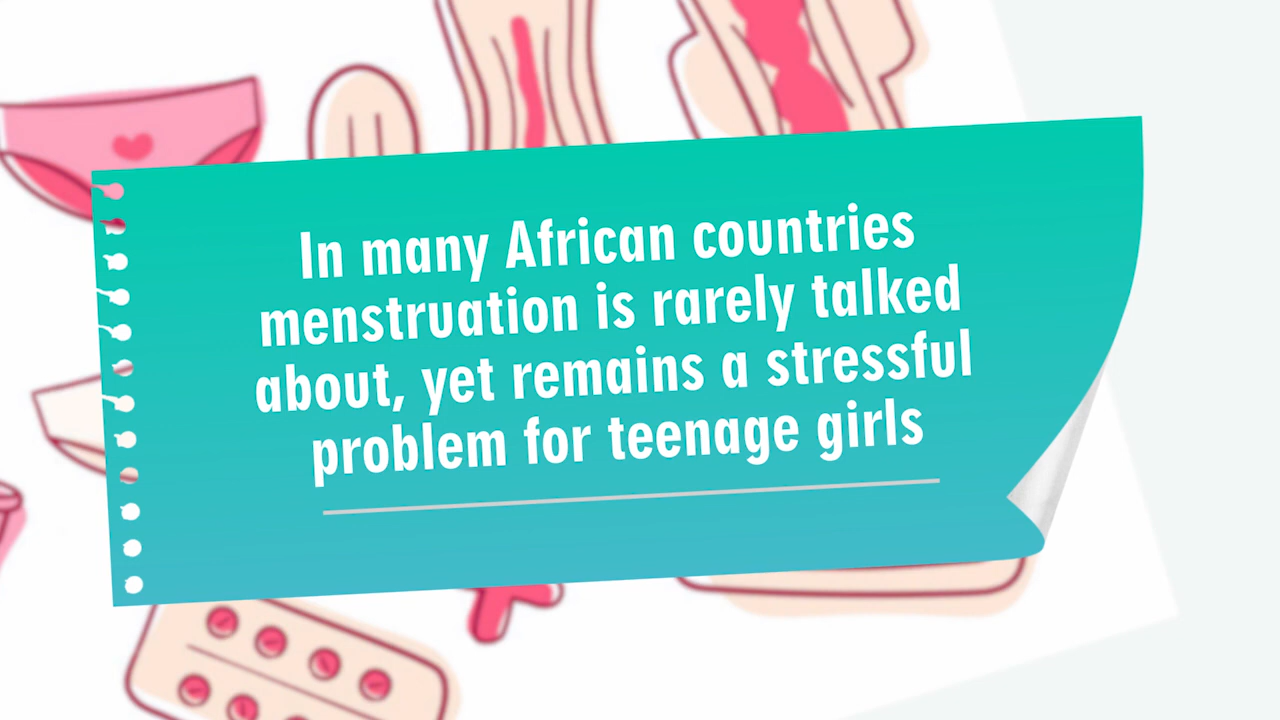 In many African countries
menstruation is rarely talked
about, yet remains a stressful
problem for teenage girls